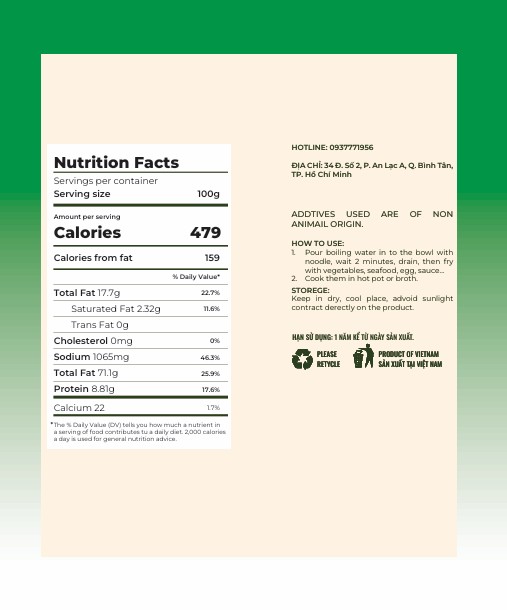 Nutrition Facts
Servings per container
Serving size 100g
Amount per serving
Calories 479
Calories from fat 159
% Daily Value*
Total Fat 17.7g 22.7%
Saturated Fat 2.32g 11.6%
Trans Fat 0g
Cholesterol 0mg 0%
Sodium 1065mg 46.3%
Total Fat 71.1g 25.9%
Protein 8.81g 17.6%
Calcium 22 1.7%
*The % Daily Value (DV) tells you how much a nutrient in
a serving of food contributes to a daily diet. 2,000 calories
a day is used for general nutrition advice.
HOTLINE: 0937771956
ĐỊA CHỈ: 34 Đ. Số 2, P. An Lạc A, Q. Bình Tân,
TP. Hồ Chí Minh
ADDTIVES USED ARE OF NON
ANIMAIL ORIGIN.
HOW TO USE:
1. Pour boiling water in to the bowl with
noodle, wait 2 minutes, drain, then fry
with vegetables, seafood, egg, sauce...
2. Cook them in hot pot or broth.
STOREGE:
Keep in dry, cool place, advoid sunlight
contract derectly on the product.
HẠN SỬ DỤNG: 1 NĂM KỂ TỪ NGÀY SẢN XUẤT.
PLEASE
RETYCLE
PRODUCT OF VIETNAM
SẢN XUẤT TẠI VIỆT NAM